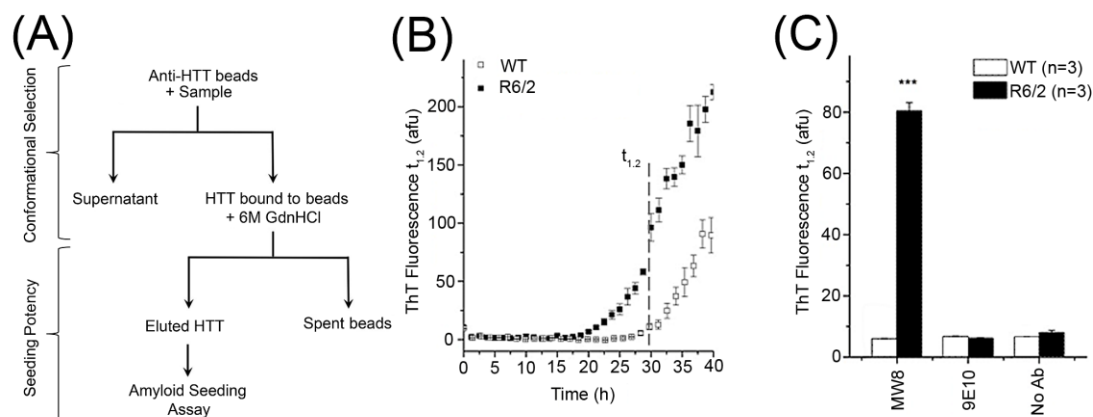 (A)
Conformational Selection
Anti-HTT beads
+ Sample
Supernatant
HTT bound to beads
+ 6M GdnHCl
Seeding Potency
Eluted HTT
Spent beads
Amyloid Seeding
Assay
(B)
WT
R6/2
t1.2
ThT Fluorescence t1.2 (afu)
200
150
100
50
0
0 5 10 15 20 25 30 35 40
Time (h)
(C)
WT (n=3)
R6/2 (n=3)
***
ThT Fluorescence t1.2 (afu)
80
60
40
20
0
MW8
9E10
No Ab